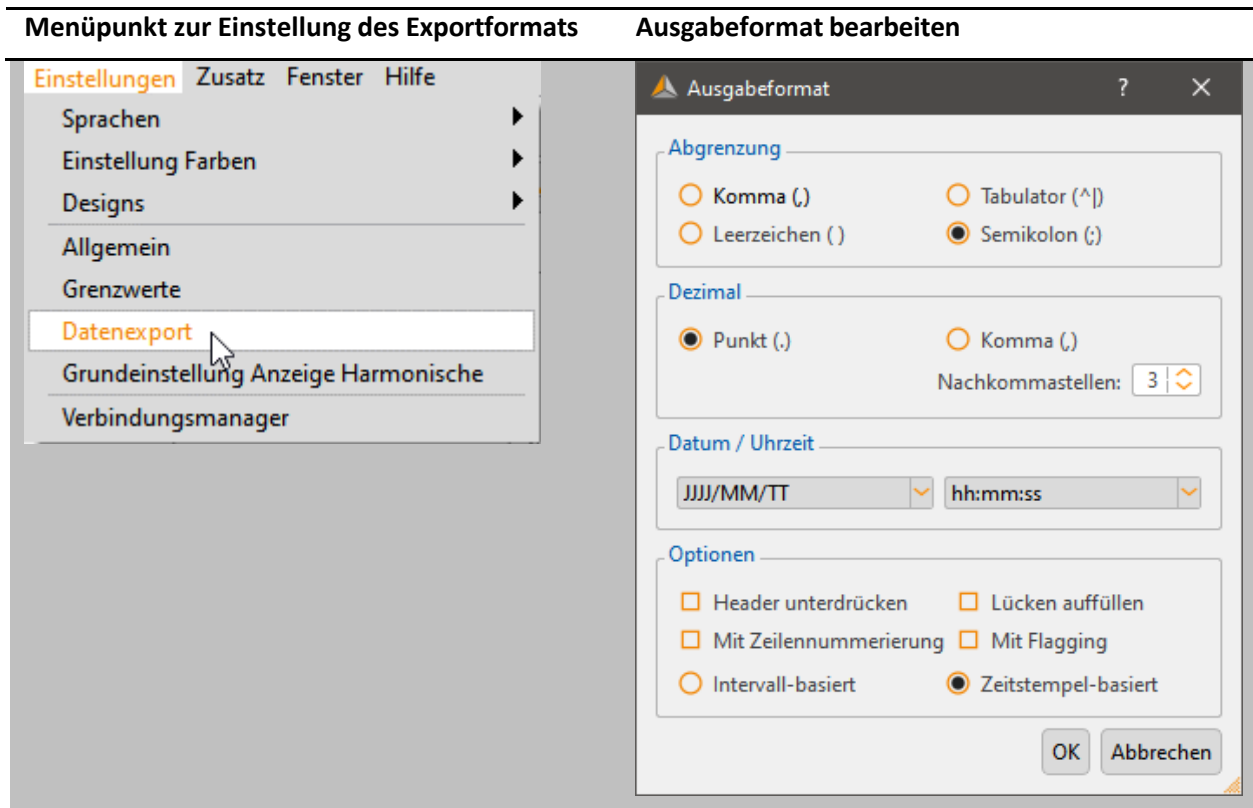 Menüpunkt zur Einstellung des Exportformats
Ausgabeformat bearbeiten
Einstellungen Zusatz Fenster Hilfe
Sprachen
Einstellung Farben
Designs
Allgemein
Grenzwerte
Datenexport
Grundeinstellung Anzeige Harmonische
Verbindungsmanager
Ausgabeformat ?
Abgrenzung
Komma (,) Tabulator (^|)
Leerzeichen ( ) Semikolon (;)
Dezimal
Punkt (.) Komma (,)
Nachkommastellen: 3
Datum / Uhrzeit
JJJJ/MM/TT hh:mm:ss
Optionen
Header unterdrücken Lücken auffüllen
Mit Zeilennummerierung Mit Flagging
Intervall-basiert Zeitstempel-basiert
OK Abbrechen